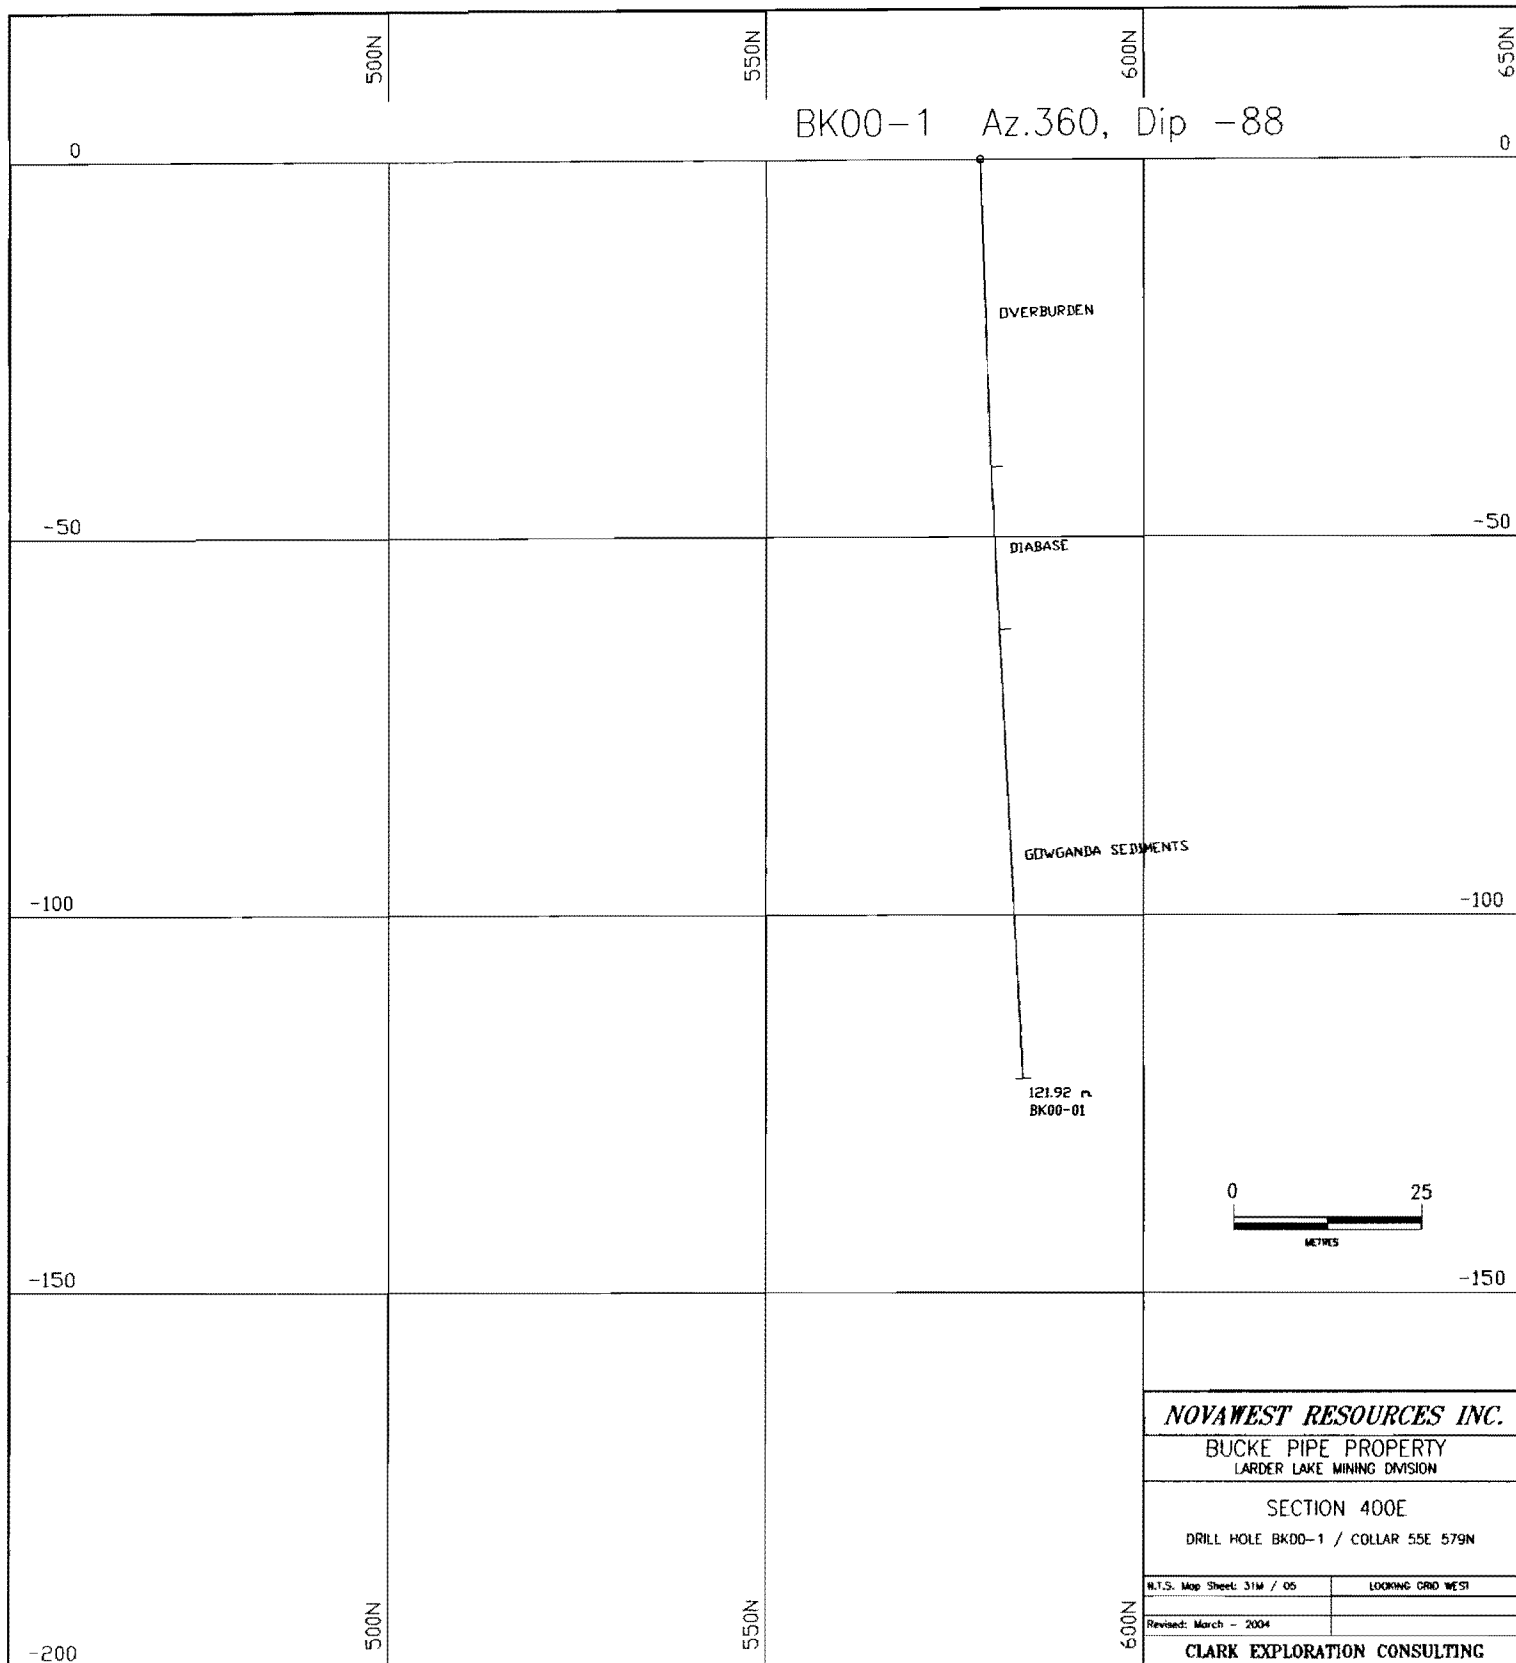 500N
550N
600N
650N
BK00-1 Az.360, Dip -88
0
0
OVERBURDEN
-50
-50
DIABASE
GOWGANDA SEDIMENTS
-100
-100
121.92 m
BK00-01
0 25
METRES
-150
-150
NOVAWEST RESOURCES INC.
BUCKE PIPE PROPERTY
LARDER LAKE MINING DIVISION
SECTION 400E
DRILL HOLE BK00-1 / COLLAR 55E 579N
N.T.S. Map Sheet: 31M / 05 LOOKING GRID WEST
Revised: March - 2004
CLARK EXPLORATION CONSULTING
500N
550N
600N
-200